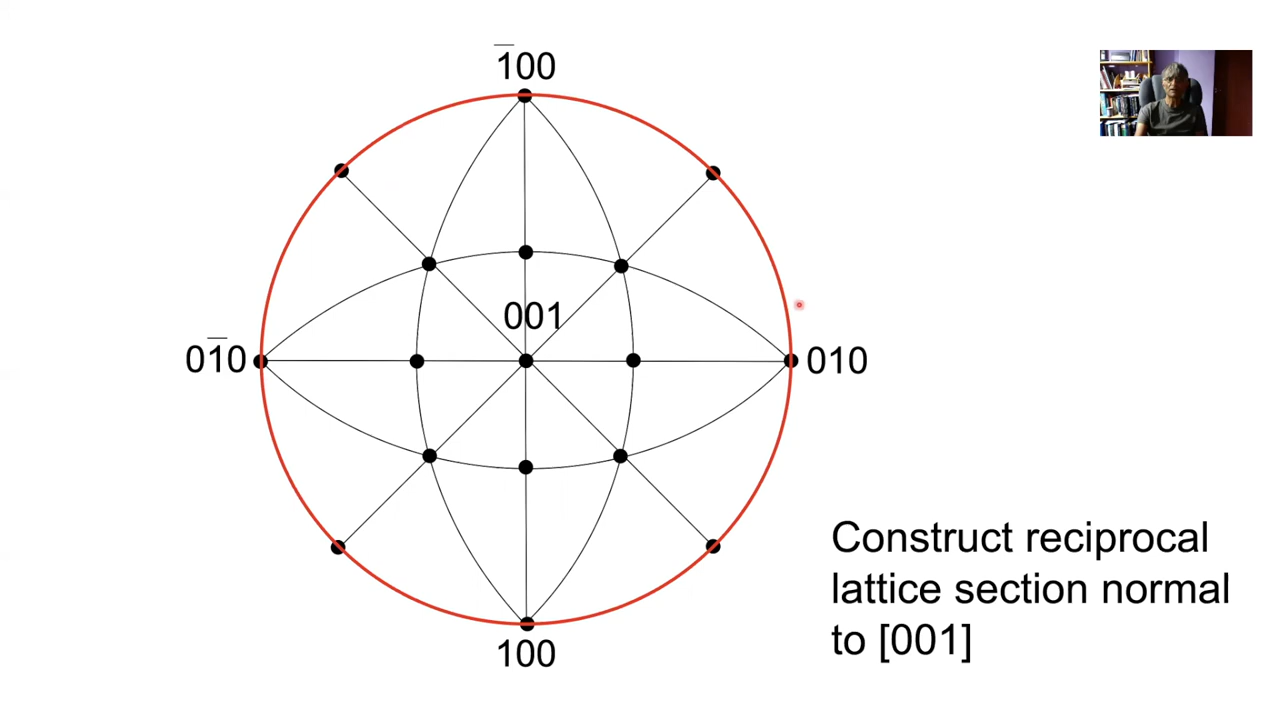 1̅00
001
01̅0
010
Construct reciprocal
lattice section normal
to [001]
100